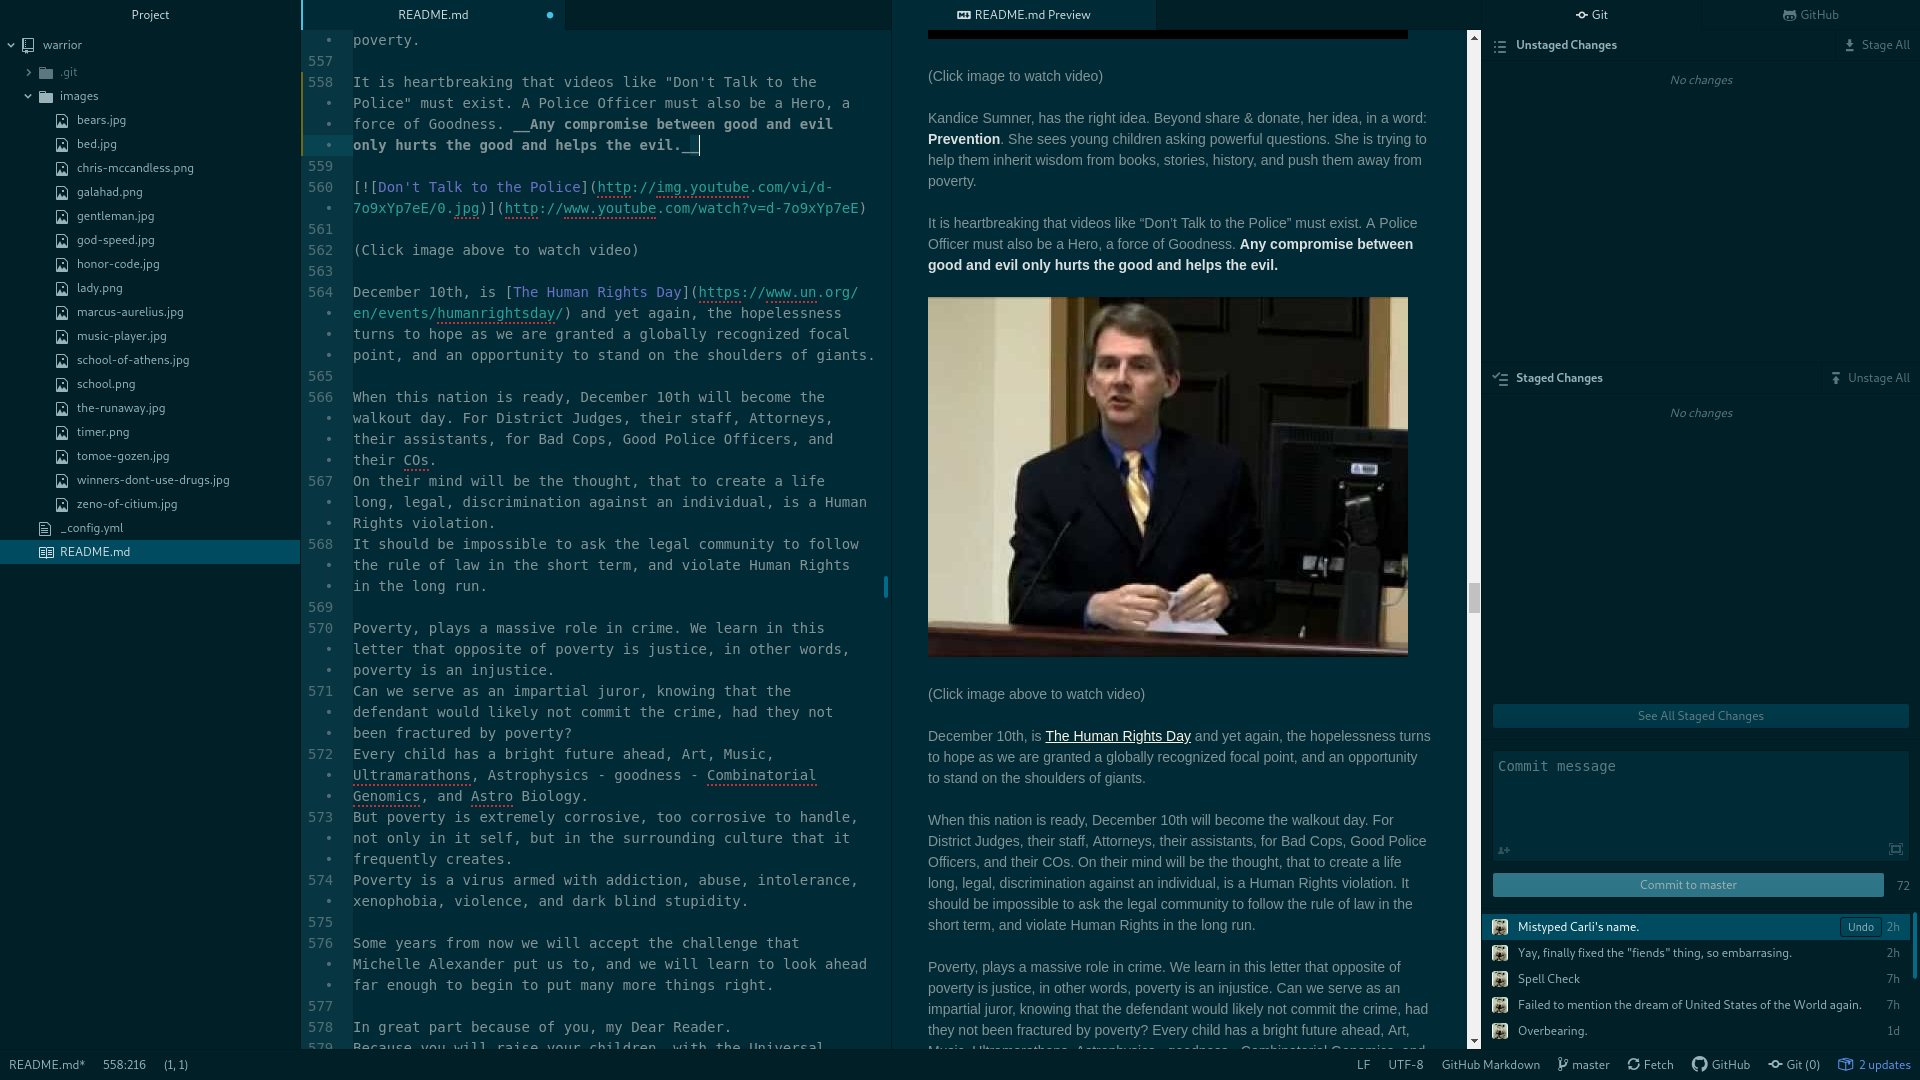 Project
warrior
.git
images
bears.jpg
bed.jpg
chris-mccandless.png
galahad.png
gentleman.jpg
god-speed.jpg
honor-code.jpg
lady.png
marcus-aurelius.jpg
music-player.jpg
school-of-athens.jpg
school.png
the-runaway.jpg
timer.png
tomoe-gozen.jpg
winners-dont-use-drugs.jpg
zeno-of-citium.jpg
_config.yml
README.md
README.md
poverty.
557
558 It is heartbreaking that videos like "Don't Talk to the
Police" must exist. A Police Officer must also be a Hero, a
force of Goodness. __Any compromise between good and evil
only hurts the good and helps the evil.__
559
560 [![Don't Talk to the Police](http://img.youtube.com/vi/d-
7o9xYp7eE/0.jpg)](http://www.youtube.com/watch?v=d-7o9xYp7eE)
561
562 (Click image above to watch video)
563
564 December 10th, is [The Human Rights Day](https://www.un.org/
en/events/humanrightsday/) and yet again, the hopelessness
turns to hope as we are granted a globally recognized focal
point, and an opportunity to stand on the shoulders of giants.
565
566 When this nation is ready, December 10th will become the
walkout day. For District Judges, their staff, Attorneys,
their assistants, for Bad Cops, Good Police Officers, and
their COs.
567 On their mind will be the thought, that to create a life
long, legal, discrimination against an individual, is a Human
Rights violation.
568 It should be impossible to ask the legal community to follow
the rule of law in the short term, and violate Human Rights
in the long run.
569
570 Poverty, plays a massive role in crime. We learn in this
letter that opposite of poverty is justice, in other words,
poverty is an injustice.
571 Can we serve as an impartial juror, knowing that the
defendant would likely not commit the crime, had they not
been fractured by poverty?
572 Every child has a bright future ahead, Art, Music,
Ultramarathons, Astrophysics - goodness - Combinatorial
Genomics, and Astro Biology.
573 But poverty is extremely corrosive, too corrosive to handle,
not only in it self, but in the surrounding culture that it
frequently creates.
574 Poverty is a virus armed with addiction, abuse, intolerance,
xenophobia, violence, and dark blind stupidity.
575
576 Some years from now we will accept the challenge that
Michelle Alexander put us to, and we will learn to look ahead
far enough to begin to put many more things right.
577
578 In great part because of you, my Dear Reader.
579 Because you will raise your children, with the Universal
README.md Preview
(Click image to watch video)
Kandice Sumner, has the right idea. Beyond share & donate, her idea, in a word:
Prevention. She sees young children asking powerful questions. She is trying to
help them inherit wisdom from books, stories, history, and push them away from
poverty.
It is heartbreaking that videos like “Don’t Talk to the Police” must exist. A Police
Officer must also be a Hero, a force of Goodness. Any compromise between
good and evil only hurts the good and helps the evil.
(Click image above to watch video)
December 10th, is The Human Rights Day and yet again, the hopelessness turns
to hope as we are granted a globally recognized focal point, and an opportunity
to stand on the shoulders of giants.
When this nation is ready, December 10th will become the walkout day. For
District Judges, their staff, Attorneys, their assistants, for Bad Cops, Good Police
Officers, and their COs. On their mind will be the thought, that to create a life
long, legal, discrimination against an individual, is a Human Rights violation. It
should be impossible to ask the legal community to follow the rule of law in the
short term, and violate Human Rights in the long run.
Poverty, plays a massive role in crime. We learn in this letter that opposite of
poverty is justice, in other words, poverty is an injustice. Can we serve as an
impartial juror, knowing that the defendant would likely not commit the crime, had
they not been fractured by poverty? Every child has a bright future ahead, Art,
Music, Ultramarathons, Astrophysics - goodness - Combinatorial Genomics, and
Git
GitHub
Unstaged Changes
Stage All
No changes
Staged Changes
Unstage All
No changes
See All Staged Changes
Commit message
Commit to master
72
Mistyped Carli's name. Undo 2h
Yay, finally fixed the "fiends" thing, so embarrasing. 2h
Spell Check 7h
Failed to mention the dream of United States of the World again. 7h
Overbearing. 1d
README.md* 558:216 (1, 1)
LF UTF-8 GitHub Markdown master Fetch GitHub Git (0) 2 updates